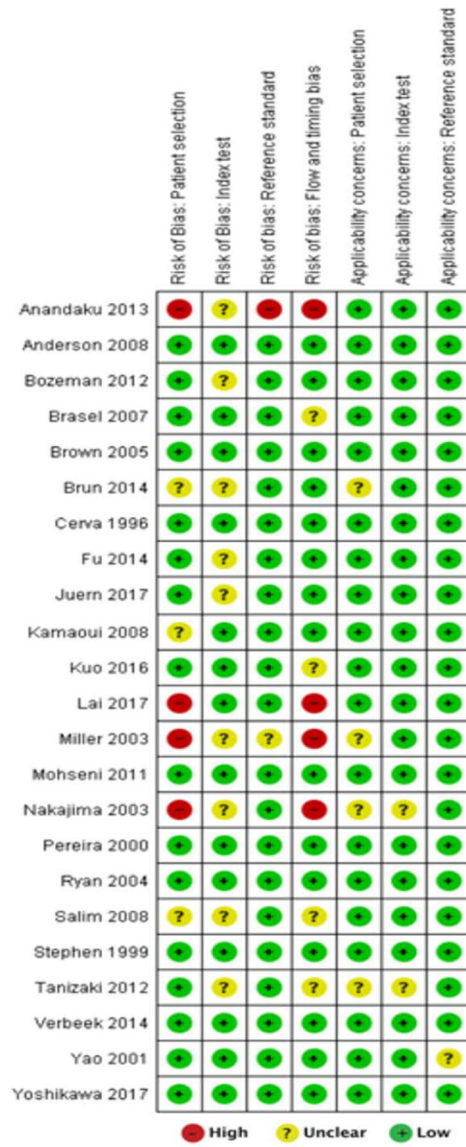 Risk of Bias: Patient selection
Risk of Bias: Index test
Risk of bias: Reference standard
Risk of bias: Flow and timing bias
Applicability concerns: Patient selection
Applicability concerns: Index test
Applicability concerns: Reference standard
Anandaku 2013 - ? - - + + +
Anderson 2008 + + + + + + +
Bozeman 2012 + ? + + + + +
Brasel 2007 + + + ? + + +
Brown 2005 + + + + + + +
Brun 2014 ? ? + + ? + +
Cerva 1996 + + + + + + +
Fu 2014 + ? + + + + +
Juern 2017 + ? + + + + +
Kamaoui 2008 ? + + + + + +
Kuo 2016 + + + ? + + +
Lai 2017 - + + - + + +
Miller 2003 - ? ? - ? + +
Mohseni 2011 + + + + + + +
Nakajima 2003 - ? + - ? ? +
Pereira 2000 + + + + + + +
Ryan 2004 + + + + + + +
Salim 2008 ? ? + ? + + +
Stephen 1999 + + + + + + +
Tanizaki 2012 + ? + ? ? ? +
Verbeek 2014 + + + + + + +
Yao 2001 + + + + + + ?
Yoshikawa 2017 + + + + + + +
- High ? Unclear + Low